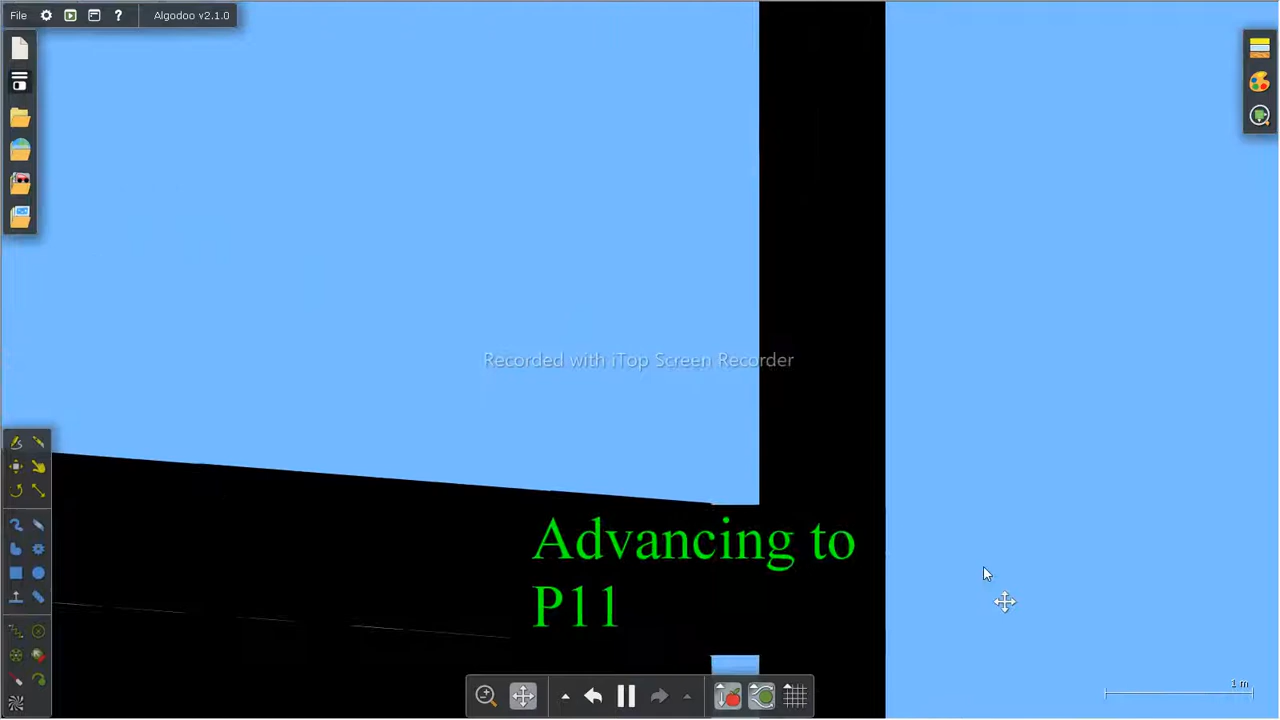 File ? Algodoo v2.1.0
Recorded with iTop Screen Recorder
Advancing to
P11
1 m